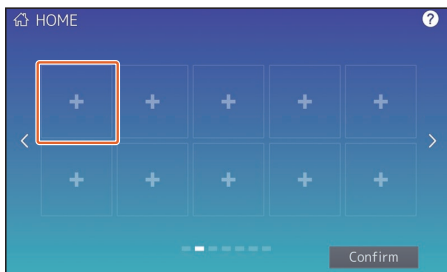 HOME
?
+ + + + +
+ + + + +
< >
Confirm